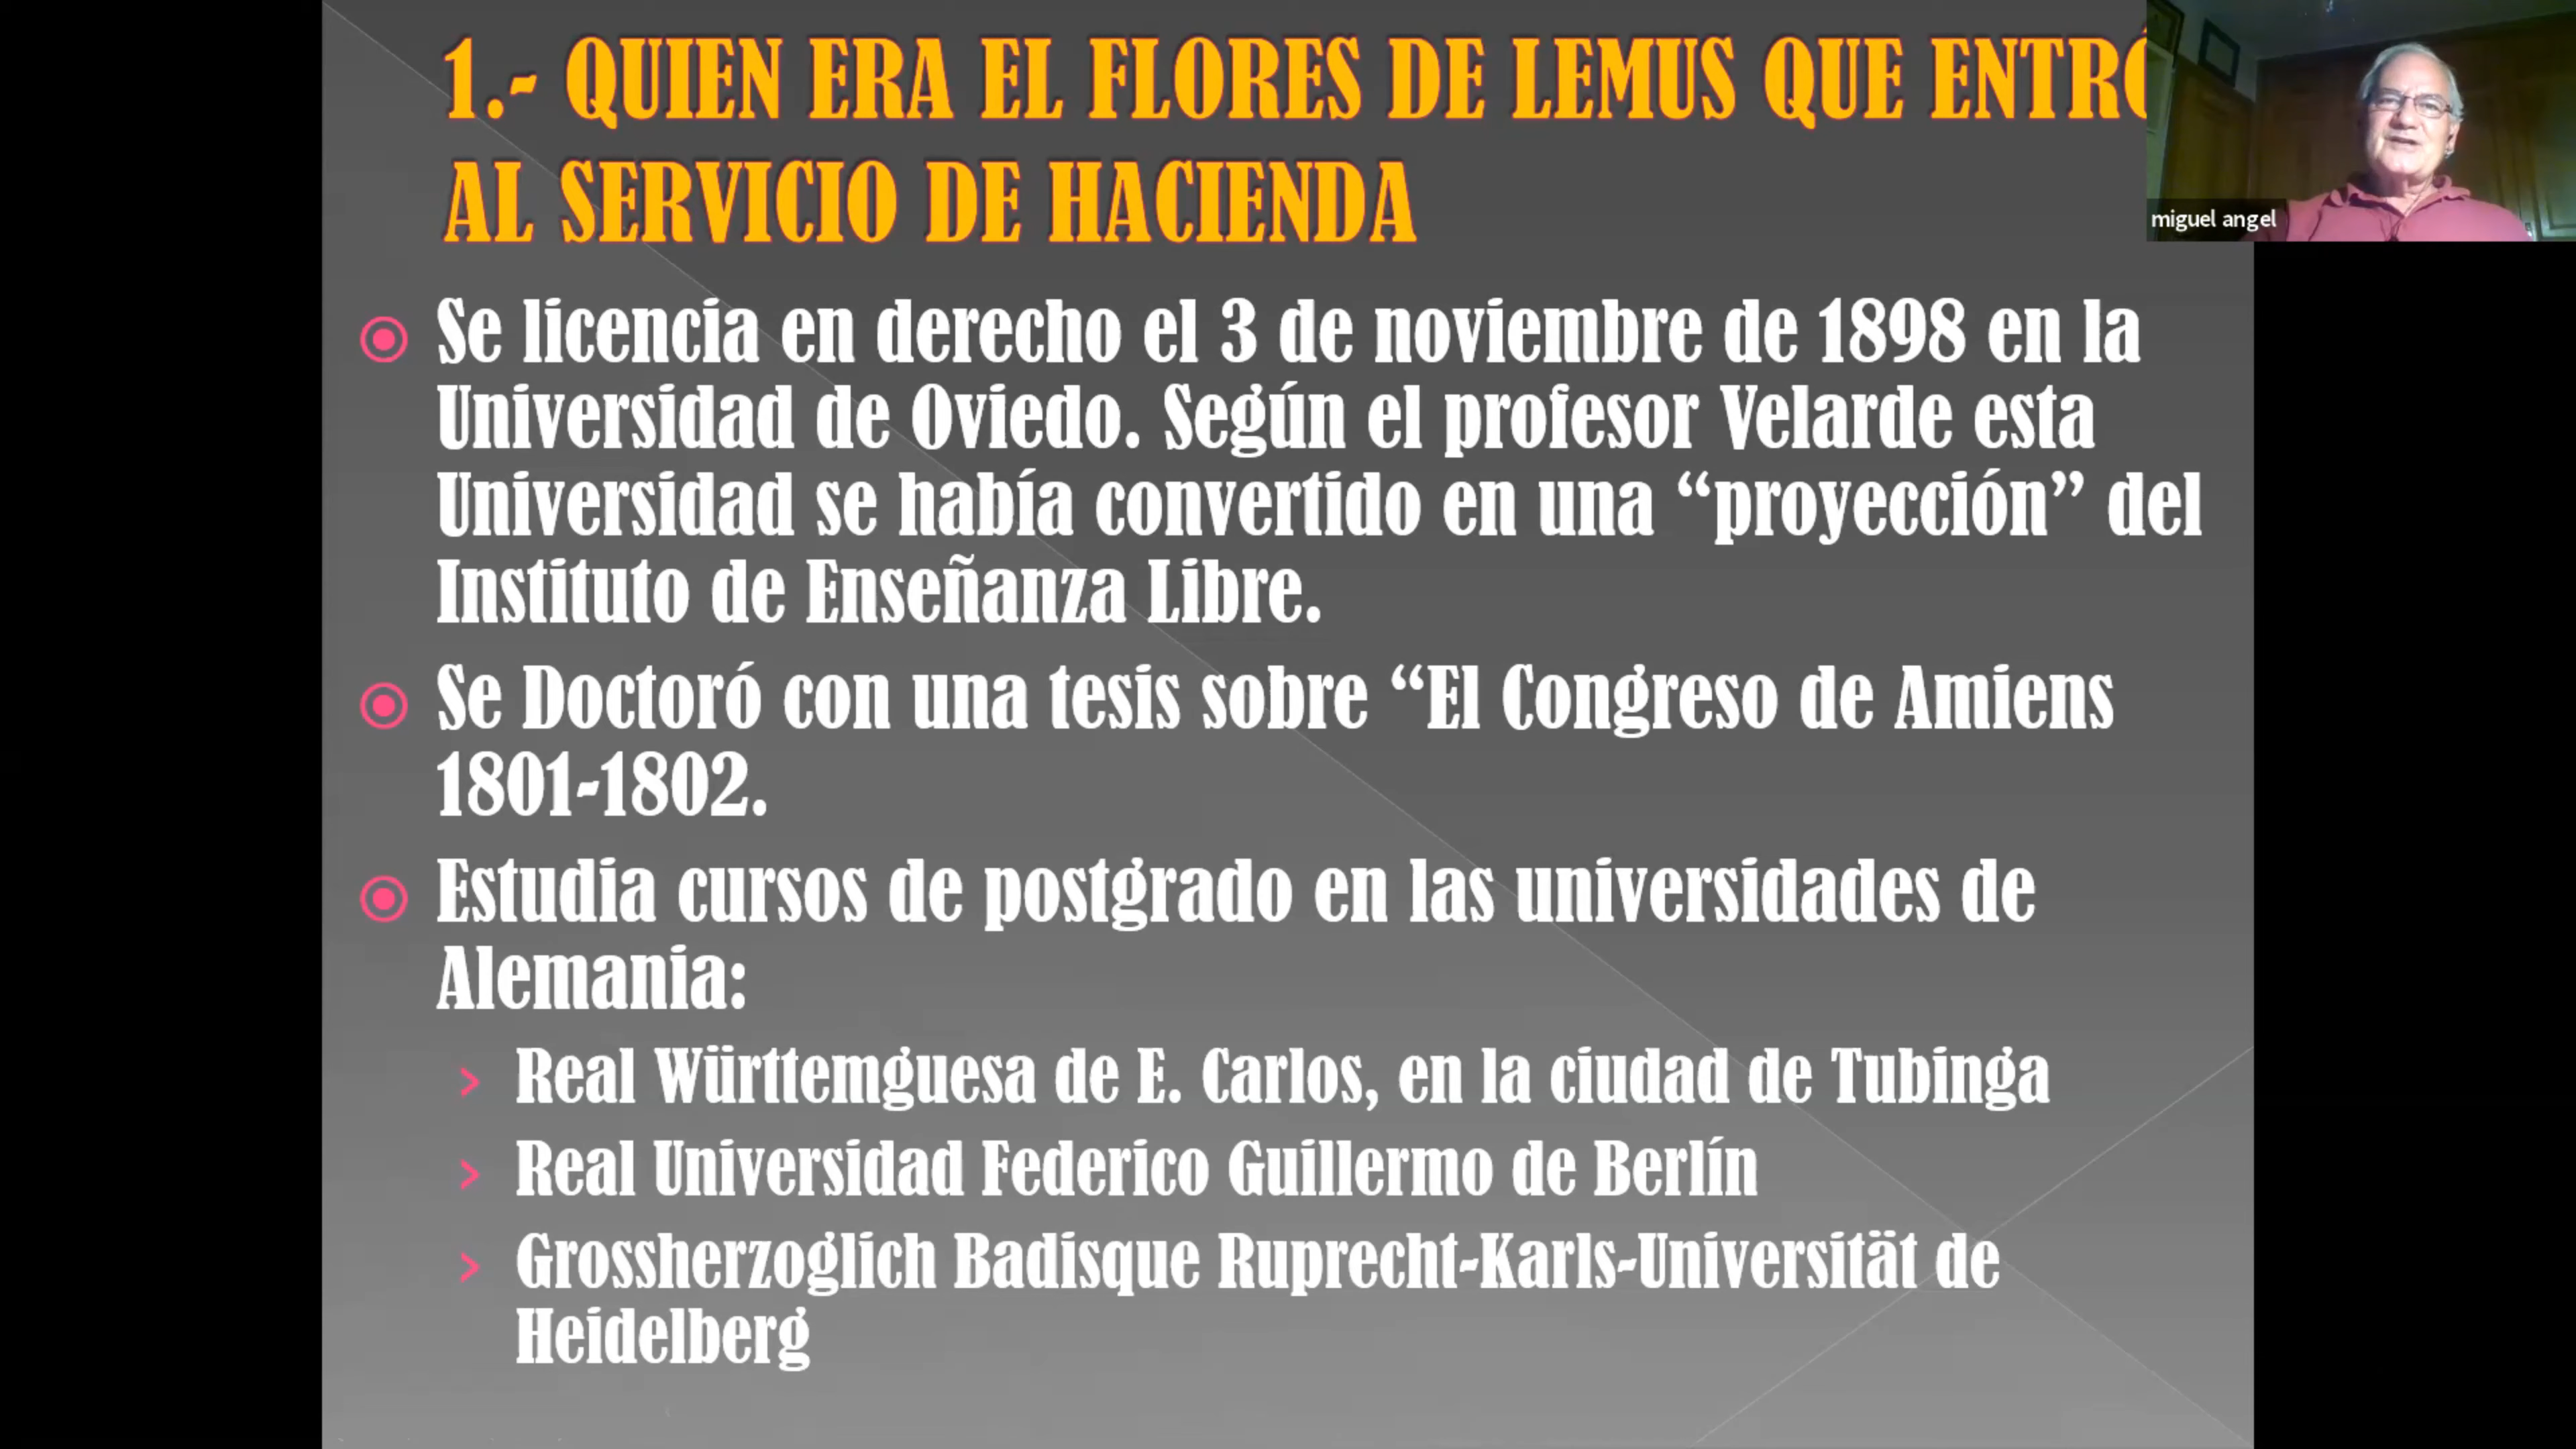 1.- QUIEN ERA EL FLORES DE LEMUS QUE ENTRÓ
AL SERVICIO DE HACIENDA
miguel angel
Se licencia en derecho el 3 de noviembre de 1898 en la
Universidad de Oviedo. Según el profesor Velarde esta
Universidad se había convertido en una “proyección” del
Instituto de Enseñanza Libre.
Se Doctoró con una tesis sobre “El Congreso de Amiens
1801-1802.
Estudia cursos de postgrado en las universidades de
Alemania:
Real Württemguesa de E. Carlos, en la ciudad de Tubinga
Real Universidad Federico Guillermo de Berlín
Grossherzoglich Badisque Ruprecht-Karls-Universität de
Heidelberg